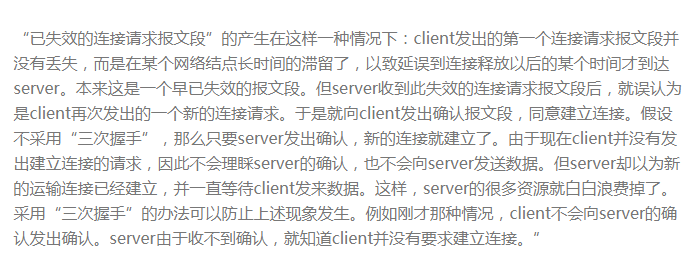 “已失效的连接请求报文段”的产生在这样一种情况下：client发出的第一个连接请求报文段并
没有丢失，而是在某个网络结点长时间的滞留了，以致延误到连接释放以后的某个时间才到达
server。本来这是一个早已失效的报文段。但server收到此失效的连接请求报文段后，就误认为
是client再次发出的一个新的连接请求。于是就向client发出确认报文段，同意建立连接。假设
不采用“三次握手”，那么只要server发出确认，新的连接就建立了。由于现在client并没有发
出建立连接的请求，因此不会理睬server的确认，也不会向server发送数据。但server却以为新
的运输连接已经建立，并一直等待client发来数据。这样，server的很多资源就白白浪费掉了。
采用“三次握手”的办法可以防止上述现象发生。例如刚才那种情况，client不会向server的确
认发出确认。server由于收不到确认，就知道client并没有要求建立连接。”